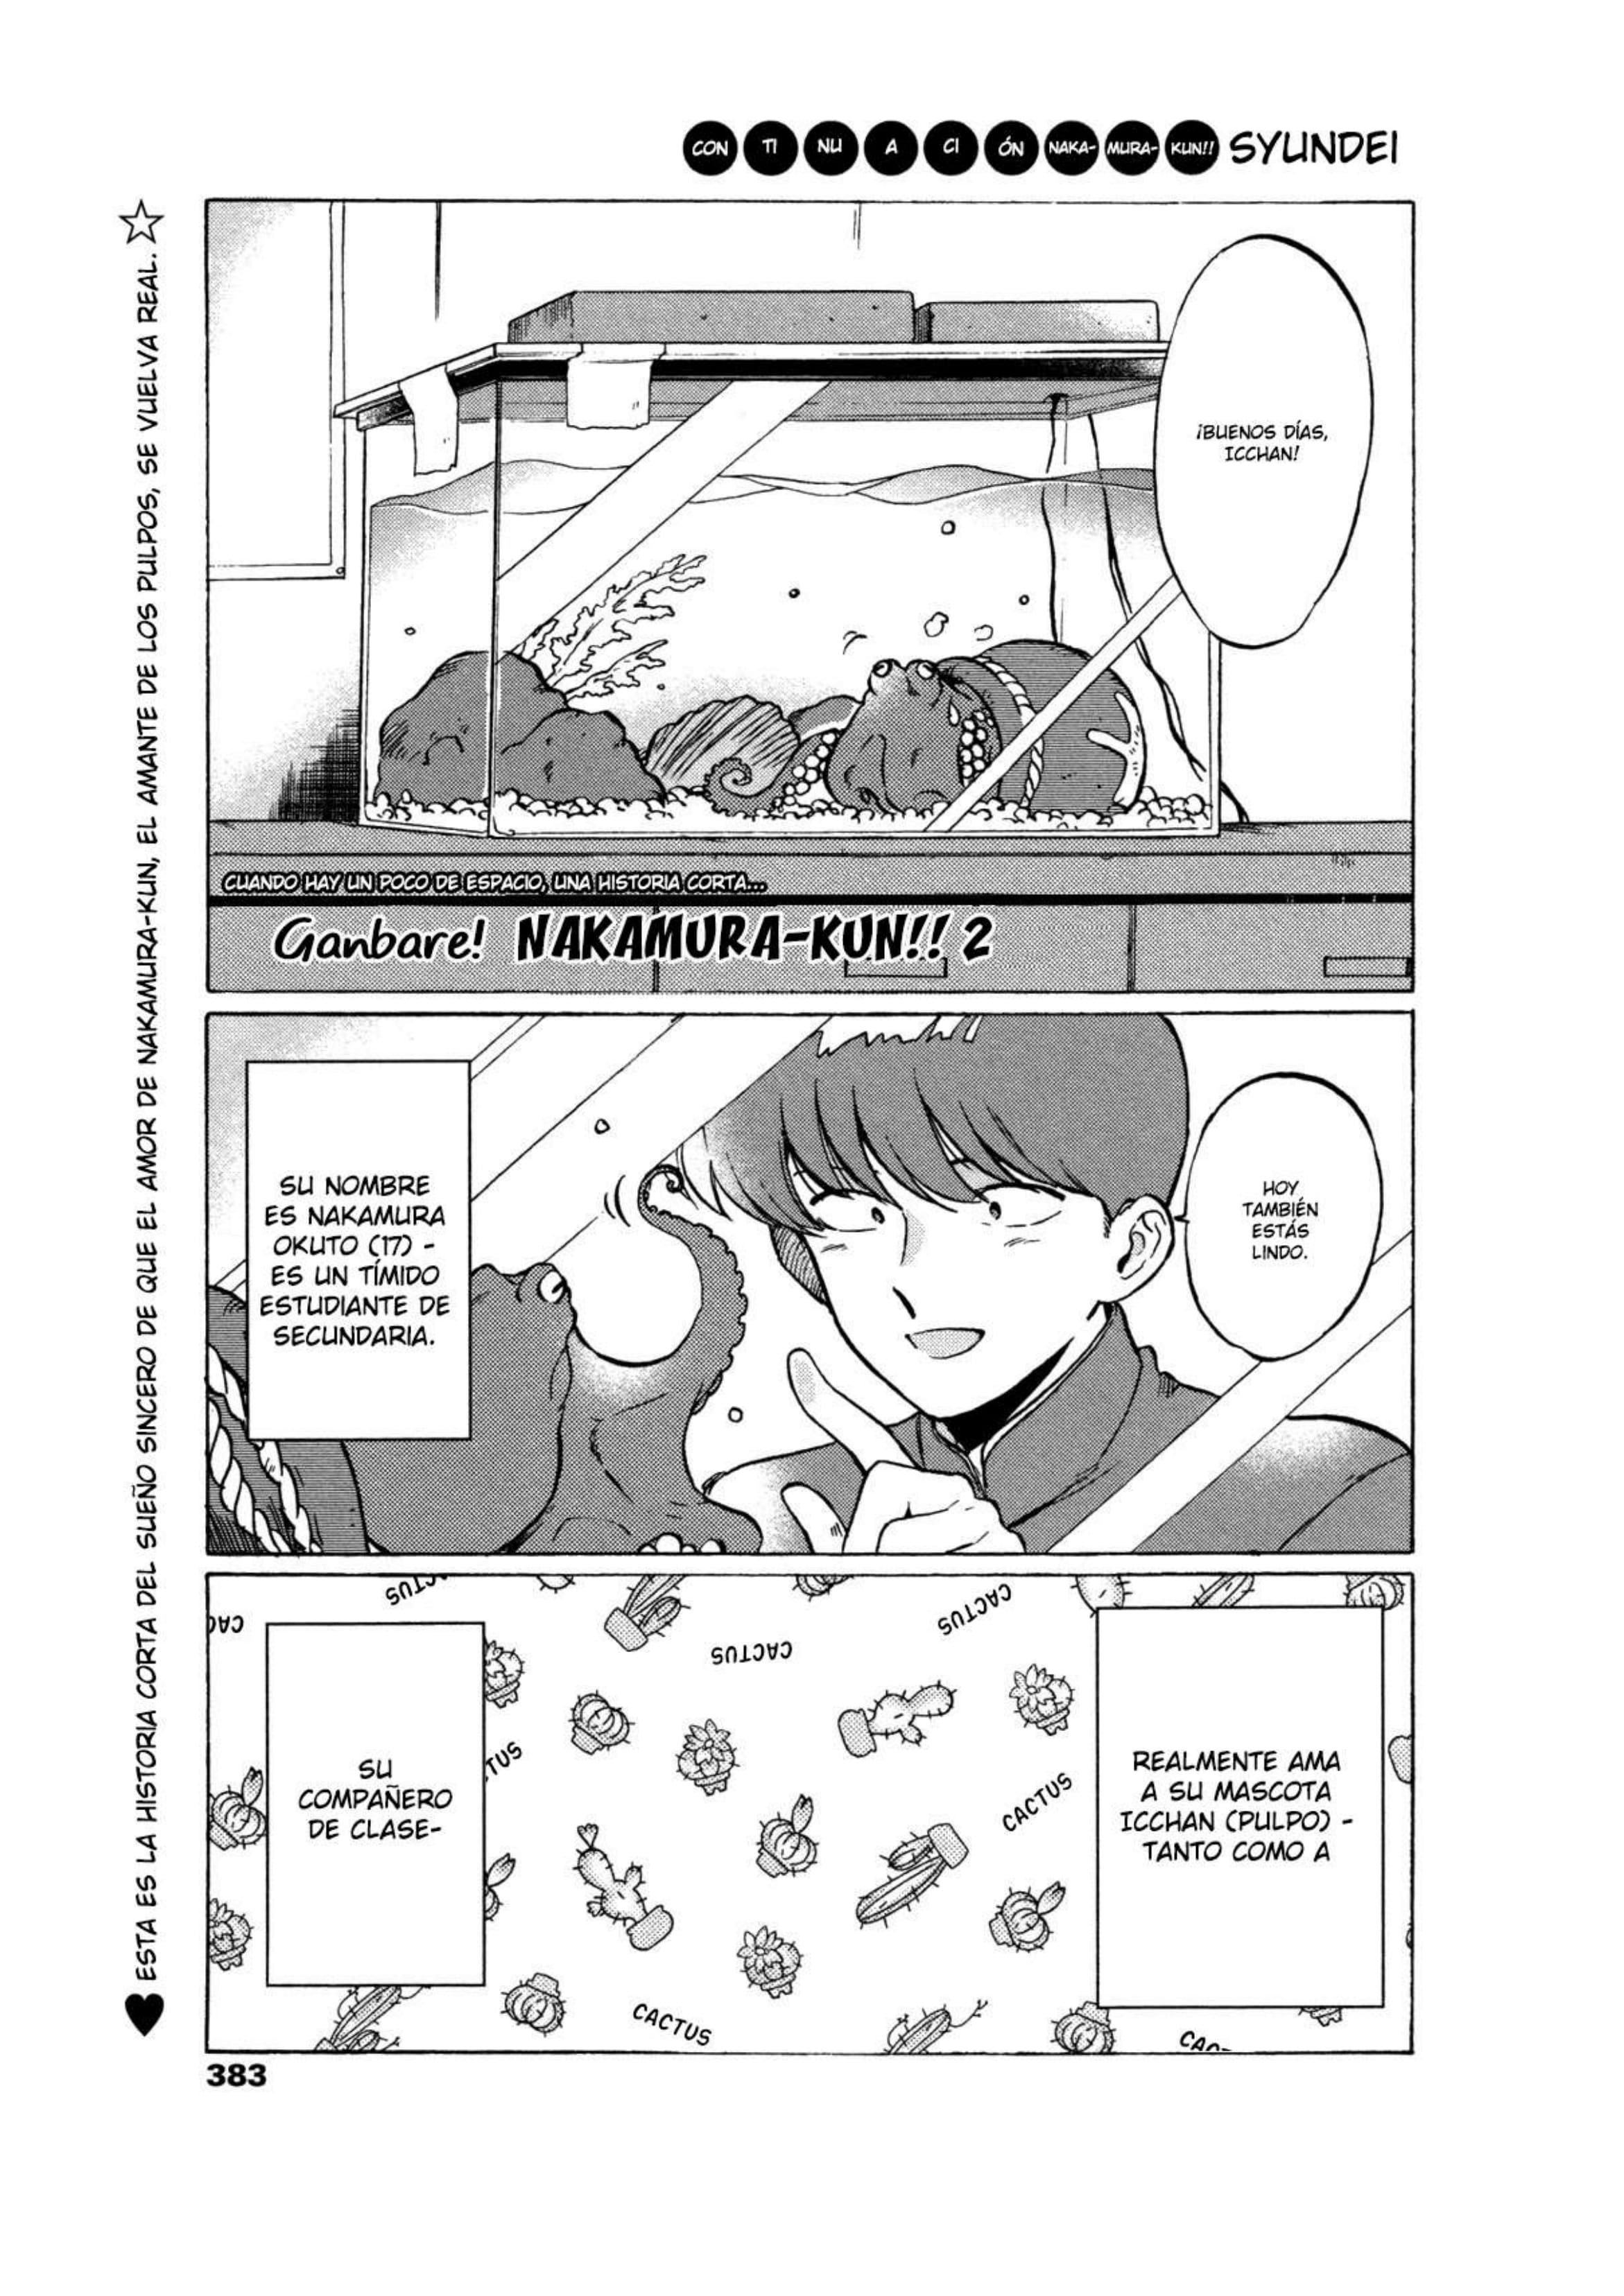 CON TI NU A CI ÓN NAKA- MURA- KUN!! SYUNDEI
☆ ESTA ES LA HISTORIA CORTA DEL SUEÑO SINCERO DE QUE EL AMOR DE NAKAMURA-KUN, EL AMANTE DE LOS PULPOS, SE VUELVA REAL. ♥
¡BUENOS DÍAS,
ICCHAN!
CUANDO HAY UN POCO DE ESPACIO, UNA HISTORIA CORTA...
Ganbare! NAKAMURA-KUN!! 2
HOY
TAMBIÉN
ESTÁS
LINDO.
SU NOMBRE
ES NAKAMURA
OKUTO (17) -
ES UN TÍMIDO
ESTUDIANTE DE
SECUNDARIA.
REALMENTE AMA
A SU MASCOTA
ICCHAN (PULPO) -
TANTO COMO A
SU
COMPAÑERO
DE CLASE-
CACTUS
CACTUS
CACTUS
CACTUS
CACTUS
383